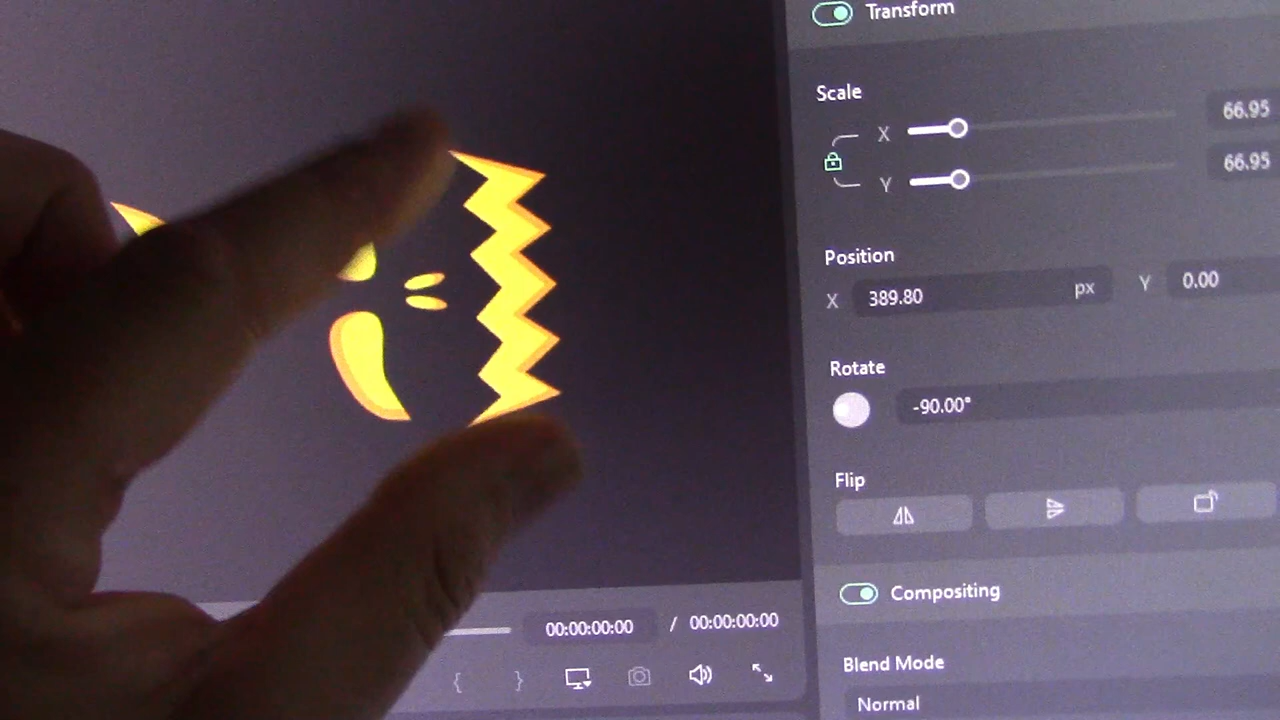 Transform
Scale
X 66.95
Y 66.95
Position
X 389.80 px Y 0.00
Rotate
-90.00°
Flip
Compositing
00:00:00:00 / 00:00:00:00
{ }
Blend Mode
Normal